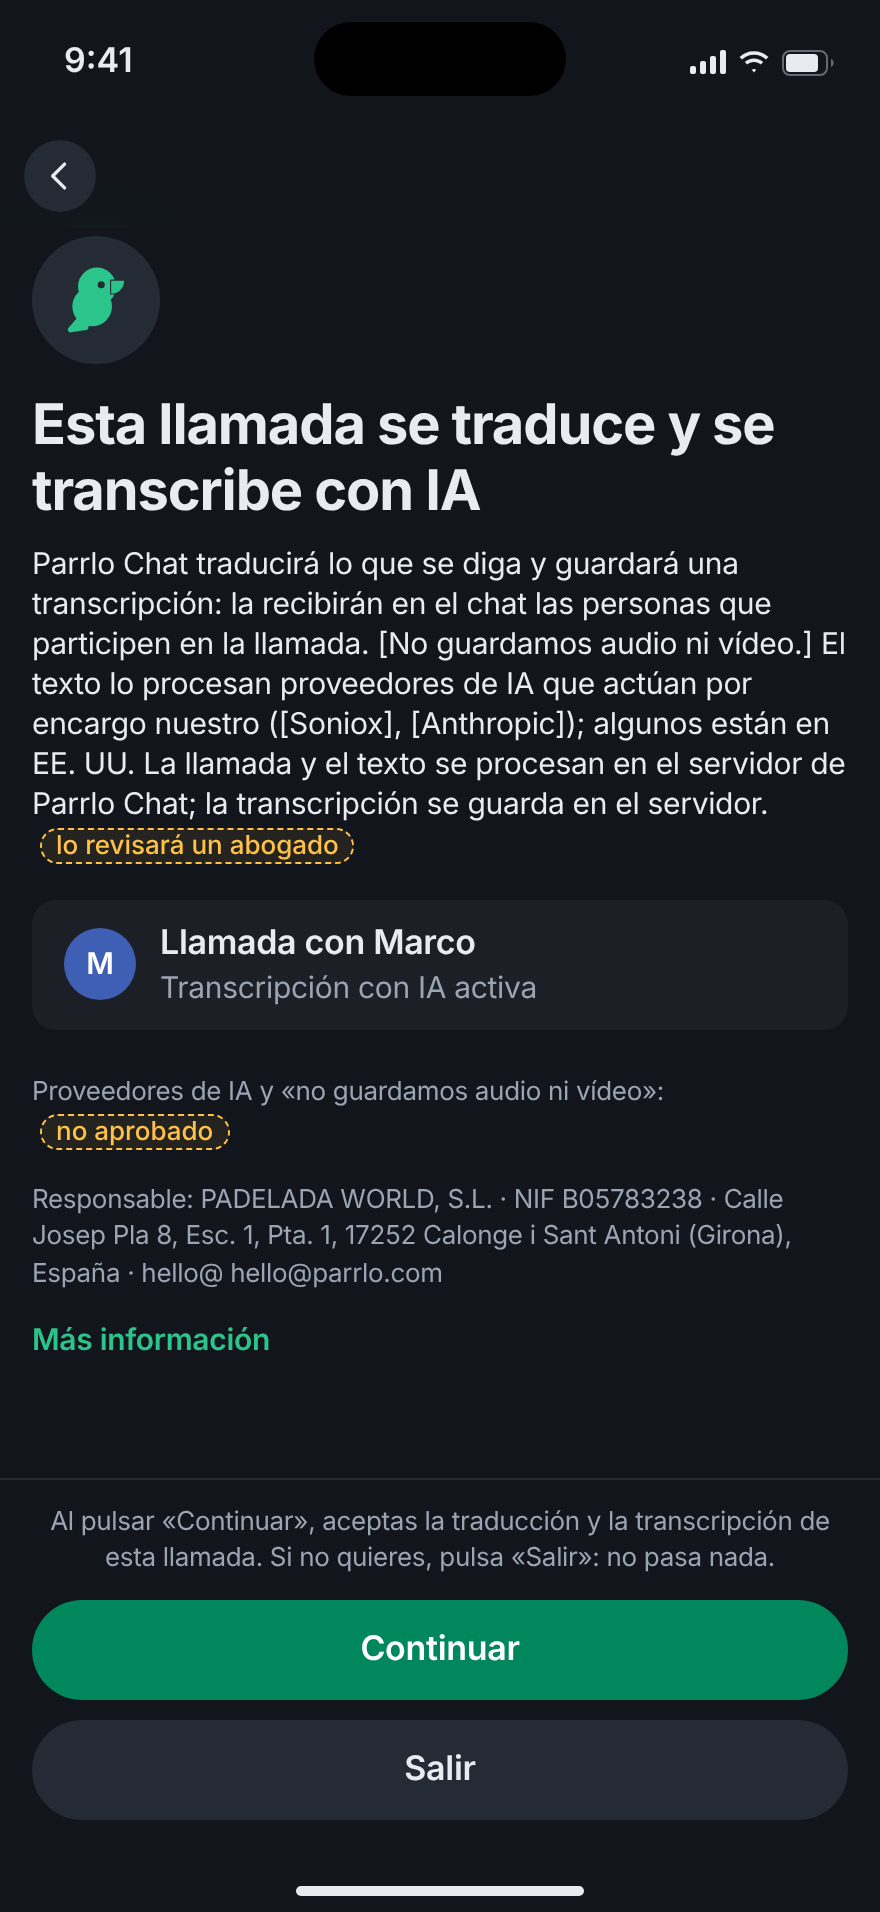 9:41
Esta llamada se traduce y se
transcribe con IA
Parrlo Chat traducirá lo que se diga y guardará una
transcripción: la recibirán en el chat las personas que
participen en la llamada. [No guardamos audio ni vídeo.] El
texto lo procesan proveedores de IA que actúan por
encargo nuestro ([Soniox], [Anthropic]); algunos están en
EE. UU. La llamada y el texto se procesan en el servidor de
Parrlo Chat; la transcripción se guarda en el servidor.
lo revisará un abogado
M
Llamada con Marco
Transcripción con IA activa
Proveedores de IA y «no guardamos audio ni vídeo»:
no aprobado
Responsable: PADELADA WORLD, S.L. · NIF B05783238 · Calle
Josep Pla 8, Esc. 1, Pta. 1, 17252 Calonge i Sant Antoni (Girona),
España · hello@ hello@parrlo.com
Más información
Al pulsar «Continuar», aceptas la traducción y la transcripción de
esta llamada. Si no quieres, pulsa «Salir»: no pasa nada.
Continuar
Salir